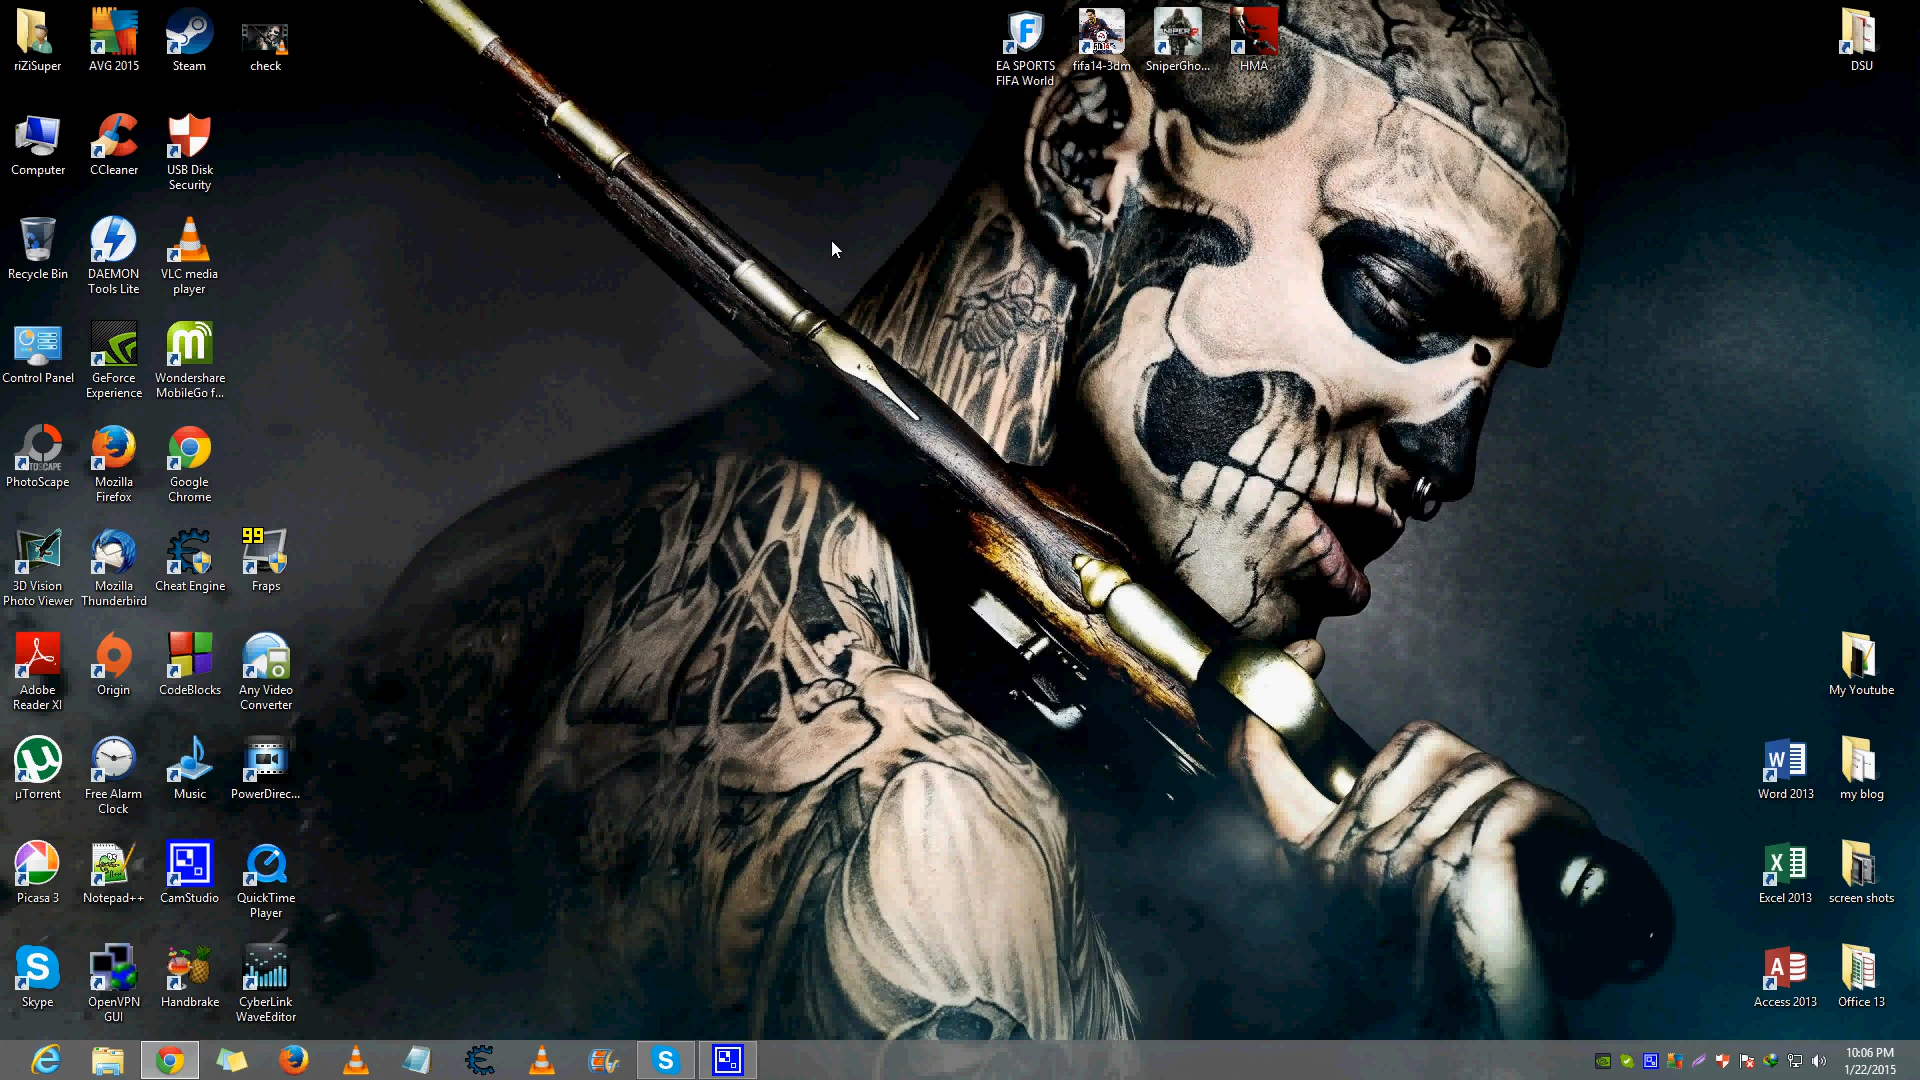 riZiSuper
AVG 2015
Steam
check
EA SPORTS
FIFA World
fifa14-3dm
SniperGho...
HMA
DSU
Computer
CCleaner
USB Disk
Security
Recycle Bin
DAEMON
Tools Lite
VLC media
player
Control Panel
GeForce
Experience
Wondershare
MobileGo f...
PhotoScape
Mozilla
Firefox
Google
Chrome
3D Vision
Photo Viewer
Mozilla
Thunderbird
Cheat Engine
99
Fraps
Adobe
Reader XI
Origin
CodeBlocks
Any Video
Converter
My Youtube
µTorrent
Free Alarm
Clock
Music
PowerDirec...
Word 2013
my blog
Picasa 3
Notepad++
CamStudio
QuickTime
Player
Excel 2013
screen shots
Skype
OpenVPN
GUI
Handbrake
CyberLink
WaveEditor
Access 2013
Office 13
10:06 PM
1/22/2015